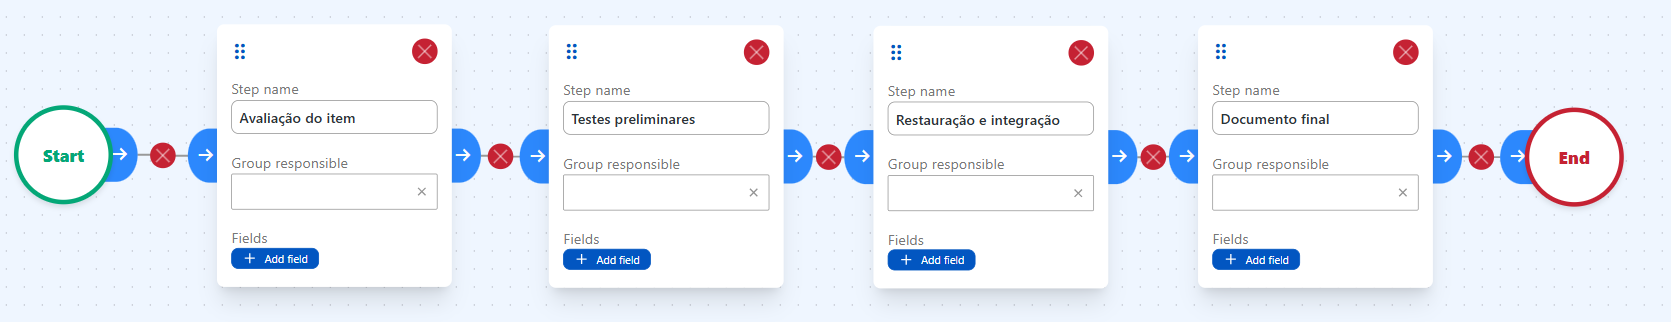 Start
Step name
Avaliação do item
Group responsible
Fields
Add field
Step name
Testes preliminares
Group responsible
Fields
Add field
Step name
Restauração e integração
Group responsible
Fields
Add field
Step name
Documento final
Group responsible
Fields
Add field
End